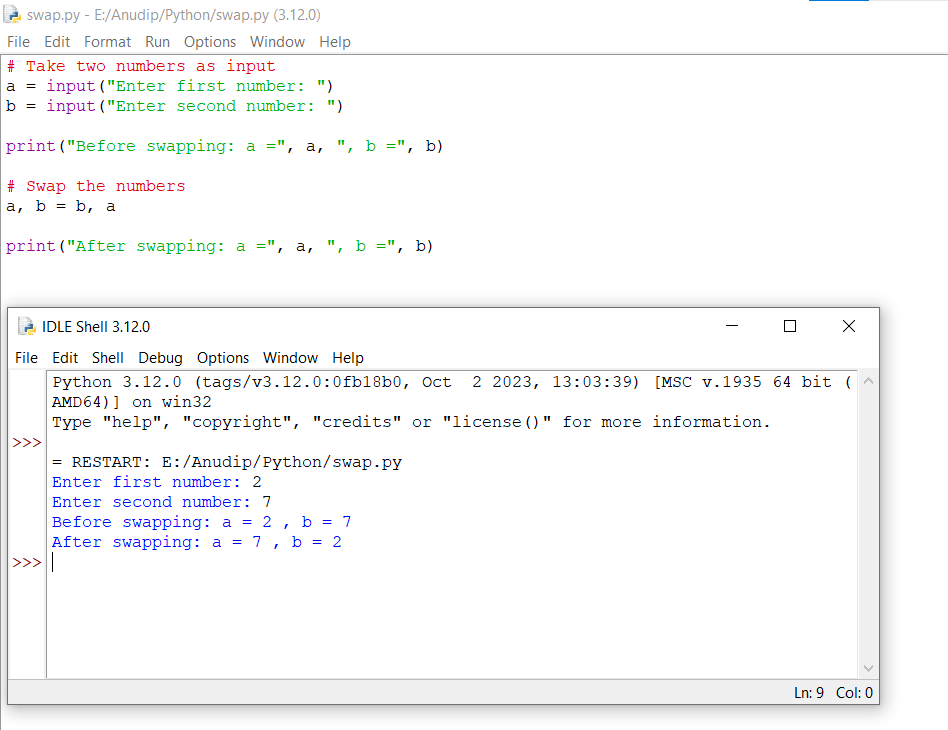 swap.py - E:/Anudip/Python/swap.py (3.12.0)
File Edit Format Run Options Window Help
# Take two numbers as input
a = input("Enter first number: ")
b = input("Enter second number: ")
print("Before swapping: a =", a, ", b =", b)
# Swap the numbers
a, b = b, a
print("After swapping: a =", a, ", b =", b)
IDLE Shell 3.12.0
File Edit Shell Debug Options Window Help
Python 3.12.0 (tags/v3.12.0:0fb18b0, Oct  2 2023, 13:03:39) [MSC v.1935 64 bit (
AMD64)] on win32
Type "help", "copyright", "credits" or "license()" for more information.
>>>
= RESTART: E:/Anudip/Python/swap.py
Enter first number: 2
Enter second number: 7
Before swapping: a = 2 , b = 7
After swapping: a = 7 , b = 2
>>>
Ln: 9 Col: 0